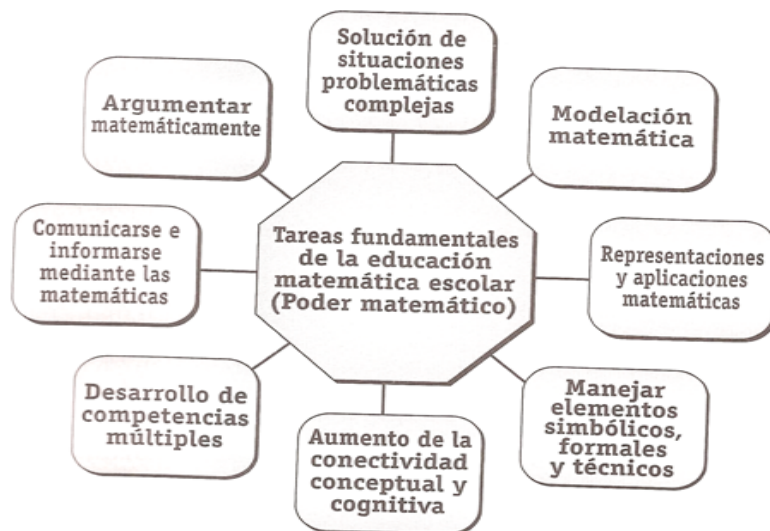 Solución de
situaciones
problemáticas
complejas
Argumentar
matemáticamente
Modelación
matemática
Comunicarse e
informarse
mediante las
matemáticas
Tareas fundamentales
de la educación
matemática escolar
(Poder matemático)
Representaciones
y aplicaciones
matemáticas
Desarrollo de
competencias
múltiples
Aumento de la
conectividad
conceptual y
cognitiva
Manejar
elementos
simbólicos,
formales
y técnicos